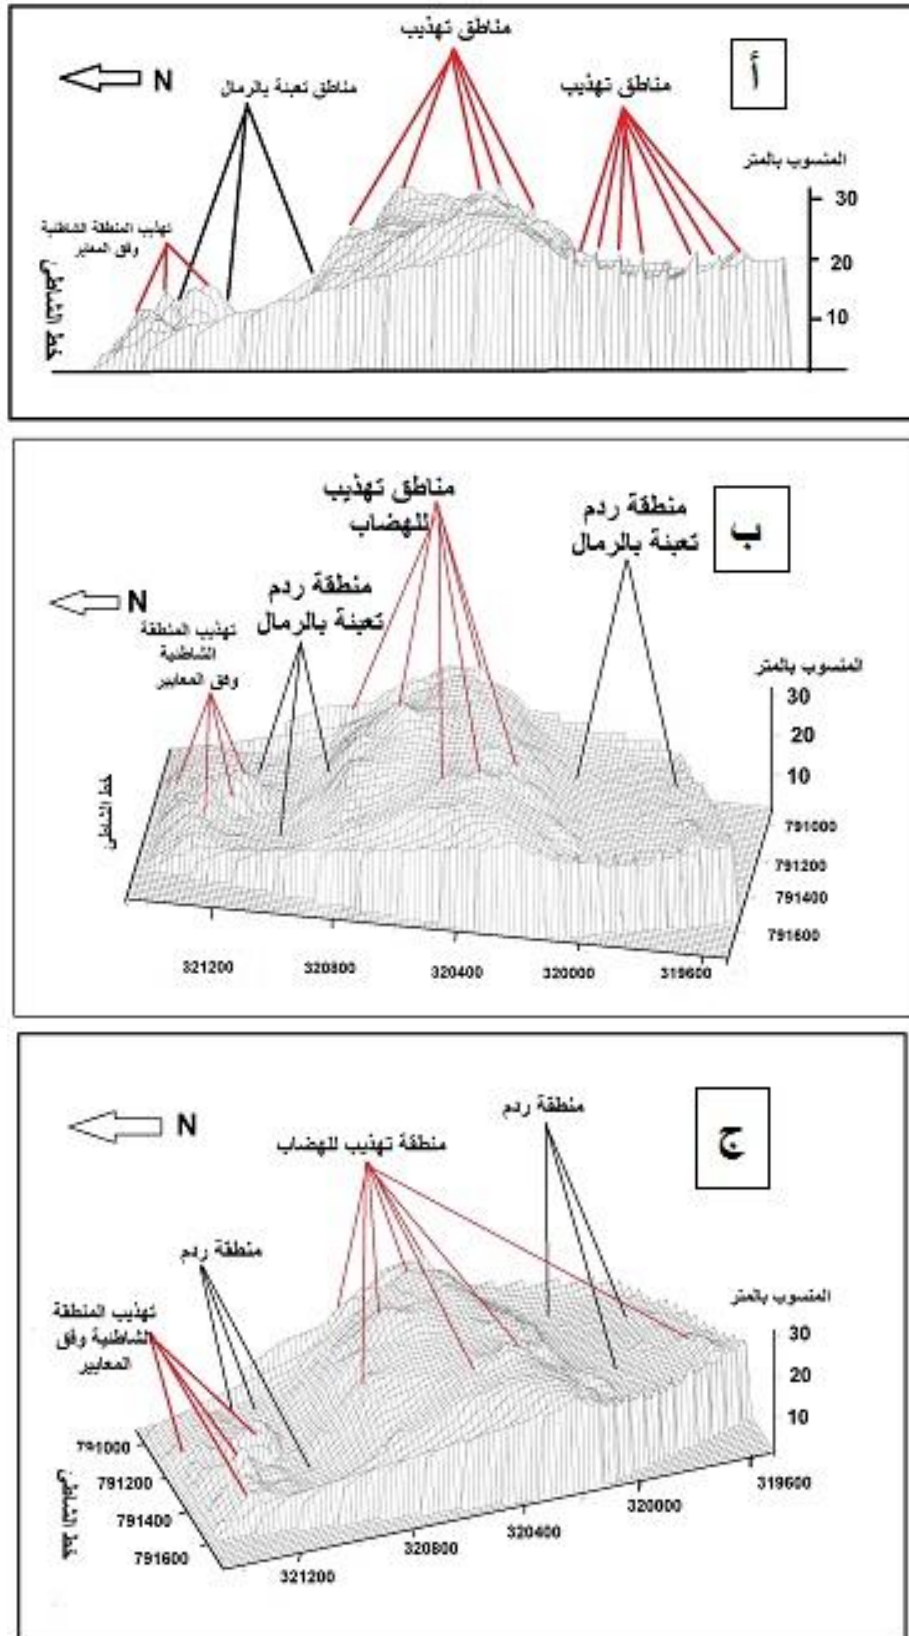 أ
مناطق تهذيب
N
مناطق تعبئة بالرمال
مناطق تهذيب
المنسوب بالمتر
30
20
10
تهذيب المنطقة الشاطئية
وفق المعايير
خط الشاطئ
ب
مناطق تهذيب
للهضاب
منطقة ردم
تعبئة بالرمال
N
منطقة ردم
تعبئة بالرمال
تهذيب المنطقة
الشاطئية
وفق المعايير
المنسوب بالمتر
30
20
10
خط الشاطئ
791000
791200
791400
791600
321200
320800
320400
320000
319600
ج
منطقة ردم
N
منطقة تهذيب للهضاب
منطقة ردم
تهذيب المنطقة
الشاطئية وفق
المعايير
المنسوب بالمتر
30
20
10
791000
791200
791400
791600
خط الشاطئ
319600
320000
320400
320800
321200